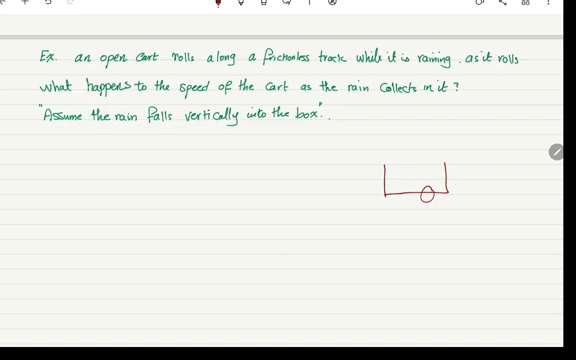 Ex. an open cart rolls along a frictionless track while it is raining. as it rolls
what happens to the speed of the cart as the rain collects in it?
"Assume the rain falls vertically into the box".